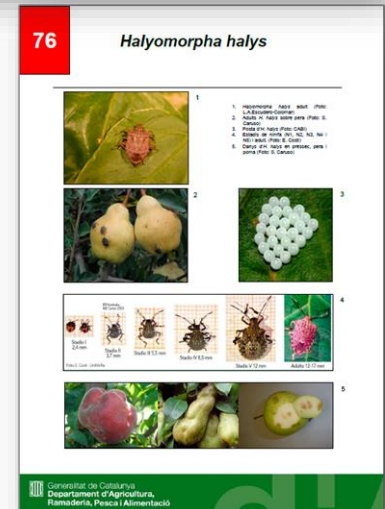 76
Halyomorpha halys
1
1. Halyomorpha halys adult (Foto: L.A.Escudero-Colomar)
2. Adults H. halys sobre pera (Foto: S. Caruso)
3. Posta d'H. halys (Foto: CABI)
4. Estadis de nimfa (N1, N2, N3, N4 i N5) i adult. (Foto: E. Costi)
5. Danys d'H. halys en préssec, pera i poma (Foto: S. Caruso)
2
3
4
Stadio I
2,4 mm
Stadio II
3,7 mm
Stadio III 5,5 mm
Stadio IV 8,5 mm
Stadio V 12 mm
Adulto 12-17 mm
5
Generalitat de Catalunya
Departament d'Agricultura,
Ramaderia, Pesca i Alimentació